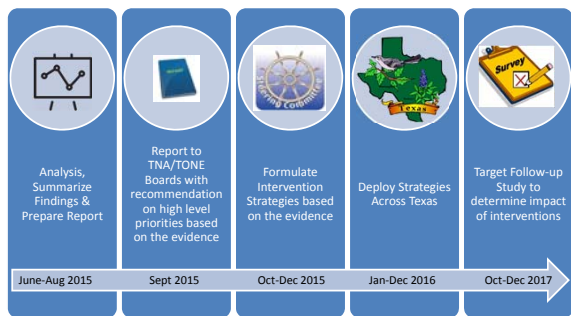 Steering Committee
Texas
Survey
Analysis,
Summarize
Findings &
Prepare Report
Report to
TNA/TONE
Boards with
recommendation
on high level
priorities based
on the evidence
Formulate
Intervention
Strategies based
on the evidence
Deploy Strategies
Across Texas
Target Follow-up
Study to
determine impact
of interventions
June-Aug 2015
Sept 2015
Oct-Dec 2015
Jan-Dec 2016
Oct-Dec 2017